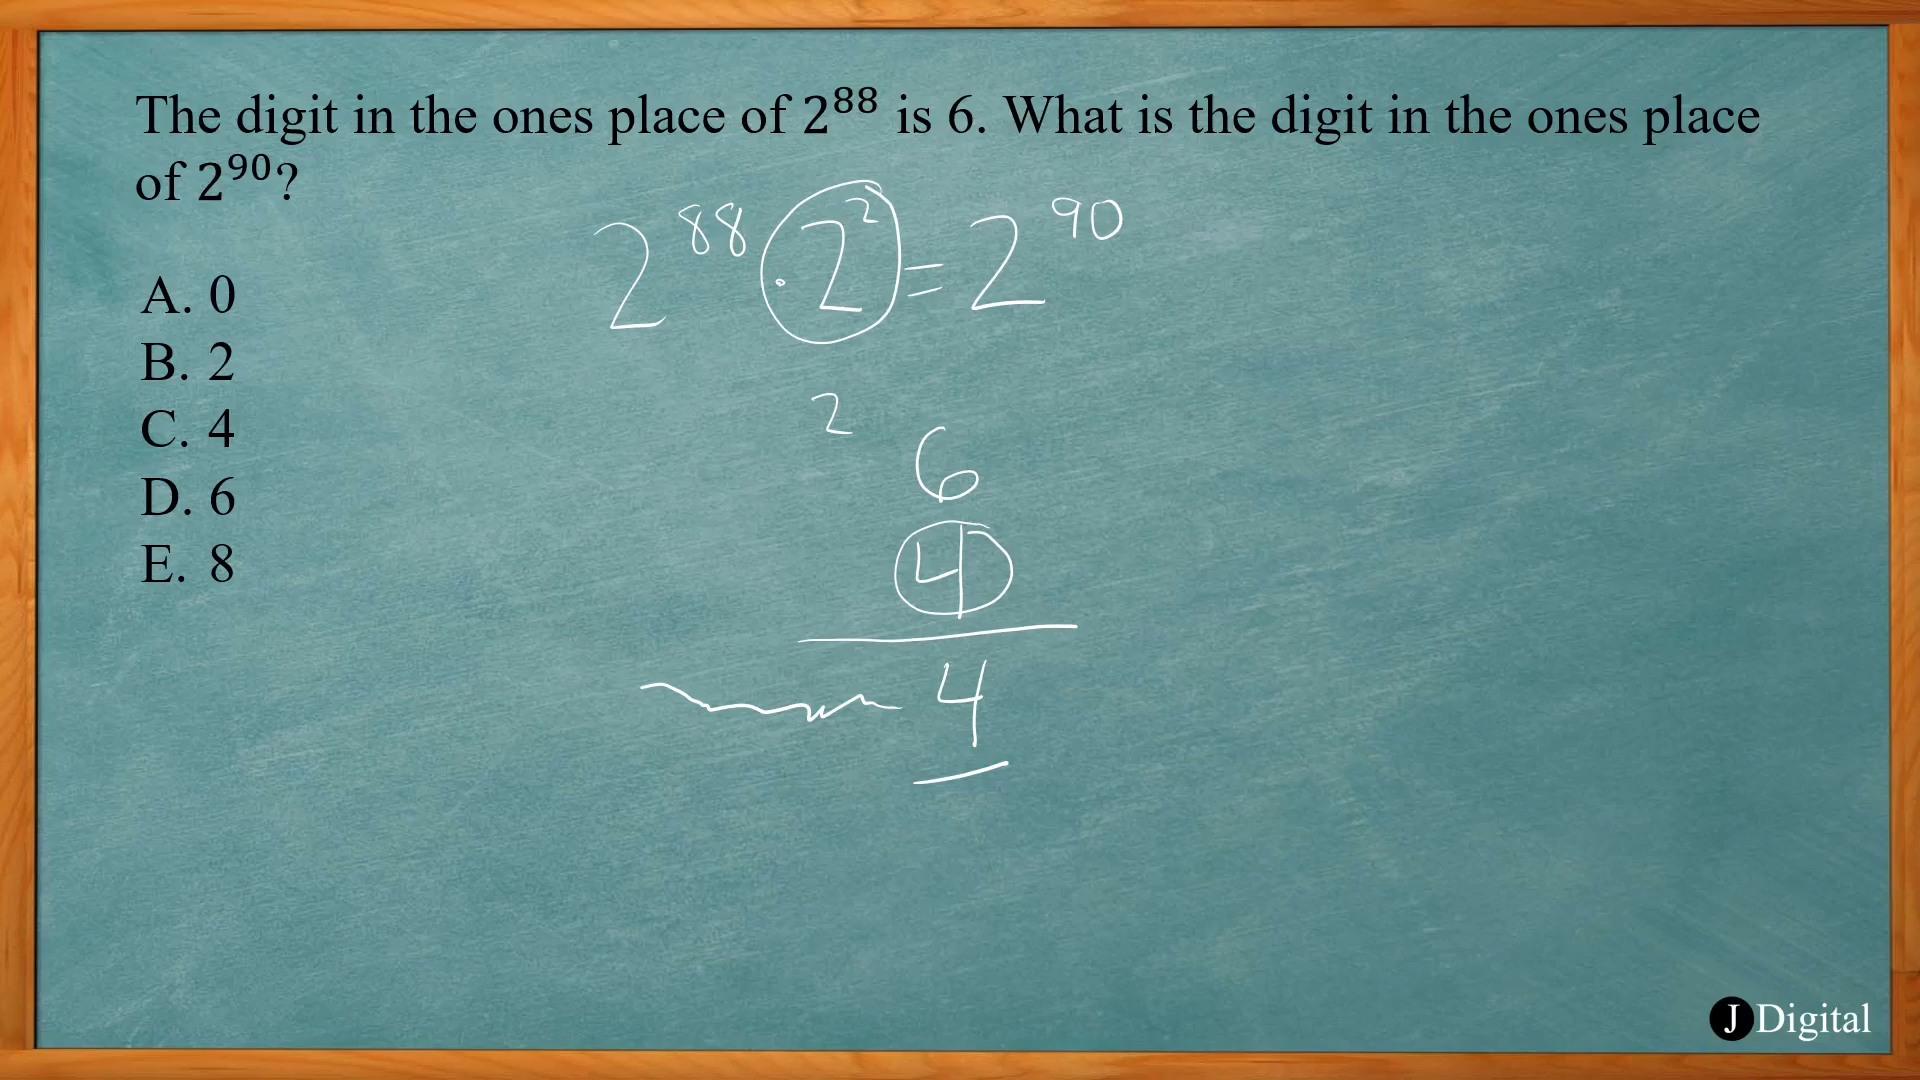 The digit in the ones place of 2⁸⁸ is 6. What is the digit in the ones place
of 2⁹⁰?
2⁸⁸ · 2² = 2⁹⁰
A. 0
B. 2
C. 4
D. 6
E. 8
2
6
4
4
J Digital